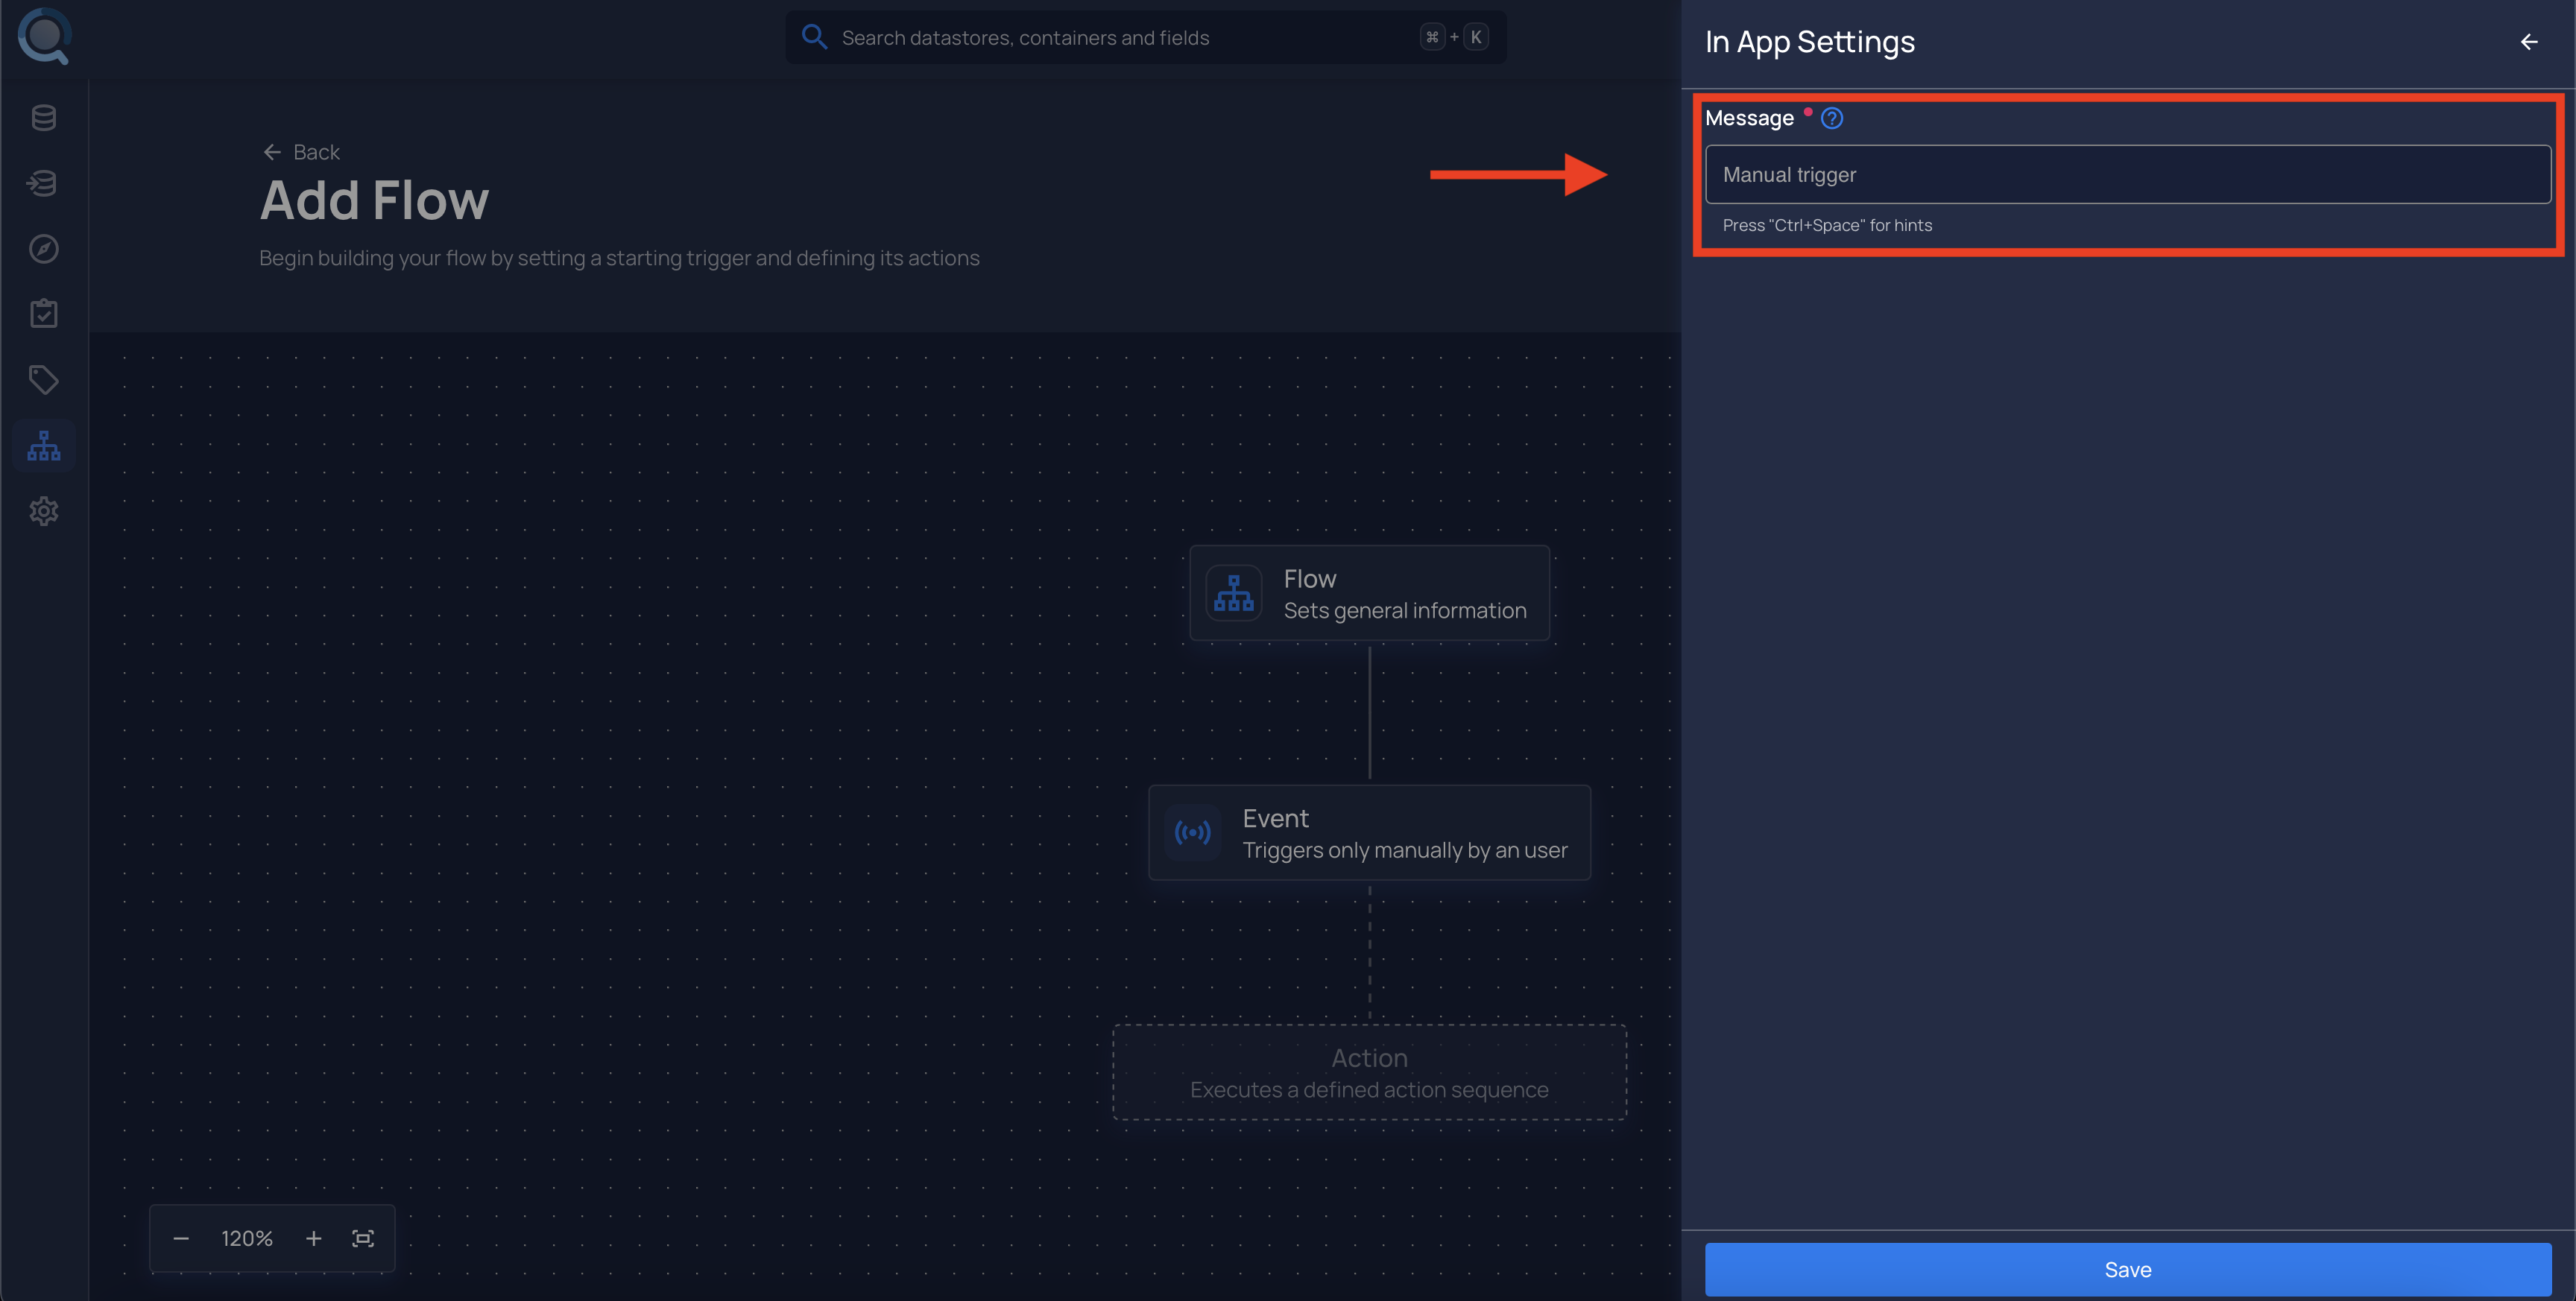 Search datastores, containers and fields
⌘ + K
In App Settings
Message
?
Manual trigger
Press "Ctrl+Space" for hints
Back
Add Flow
Begin building your flow by setting a starting trigger and defining its actions
Flow
Sets general information
Event
Triggers only manually by an user
Action
Executes a defined action sequence
120%
Save